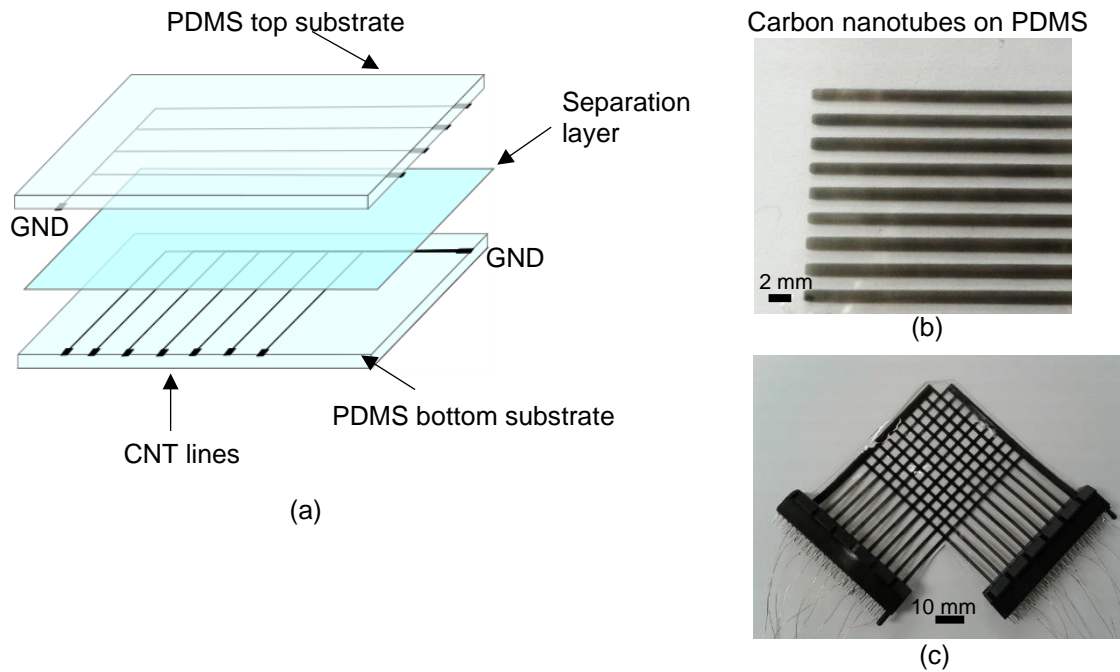 PDMS top substrate
Separation
layer
GND
GND
PDMS bottom substrate
CNT lines
(a)
Carbon nanotubes on PDMS
2 mm
(b)
10 mm
(c)